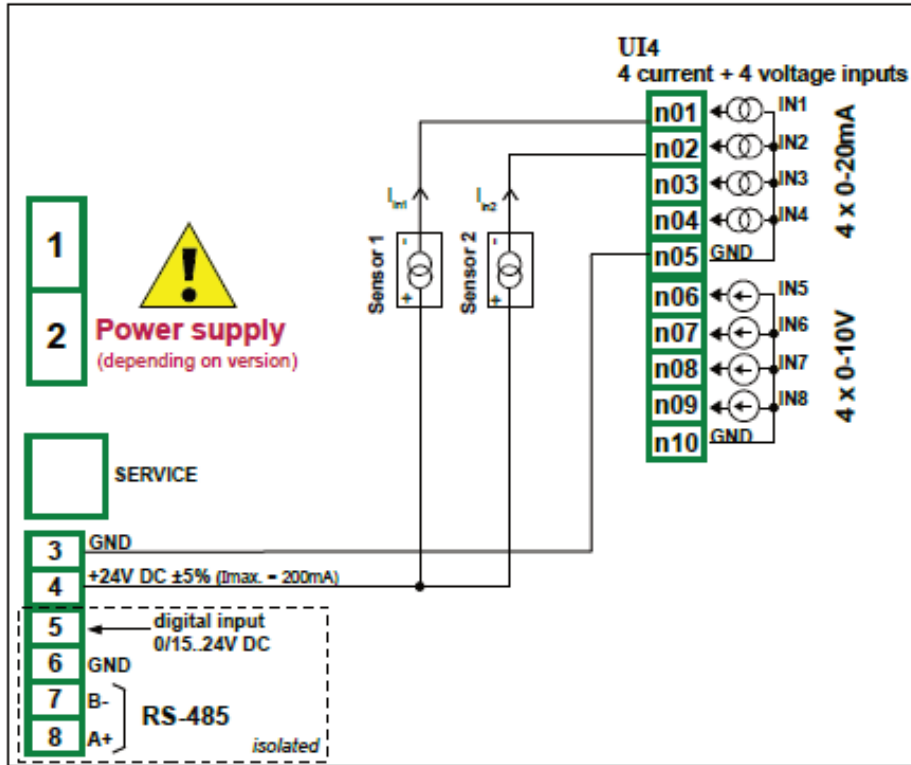 UI4
4 current + 4 voltage inputs
n01
IN1
n02
IN2
n03
IN3
n04
IN4
n05
GND
4 x 0-20mA
n06
IN5
n07
IN6
n08
IN7
n09
IN8
n10
GND
4 x 0-10V
Iin1
Iin2
Sensor 1
-
+
Sensor 2
-
+
1
2
!
Power supply
(depending on version)
SERVICE
3
GND
4
+24V DC ±5% (Imax. = 200mA)
5
digital input
0/15..24V DC
6
GND
7
B-
8
A+
RS-485
isolated